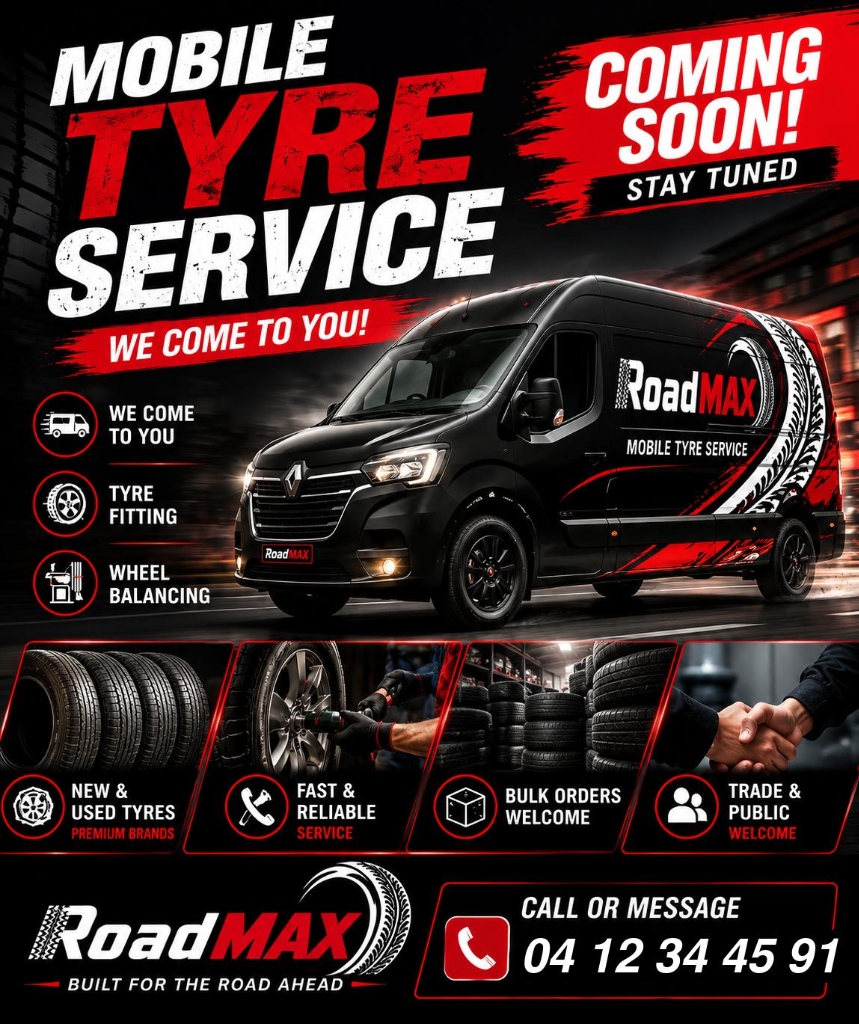 MOBILE
TYRE
SERVICE
WE COME TO YOU!
COMING
SOON!
STAY TUNED
WE COME
TO YOU
TYRE
FITTING
WHEEL
BALANCING
RoadMAX
MOBILE TYRE SERVICE
RoadMAX
NEW &
USED TYRES
PREMIUM BRANDS
FAST &
RELIABLE
SERVICE
BULK ORDERS
WELCOME
TRADE &
PUBLIC
WELCOME
RoadMAX
BUILT FOR THE ROAD AHEAD
CALL OR MESSAGE
04 12 34 45 91